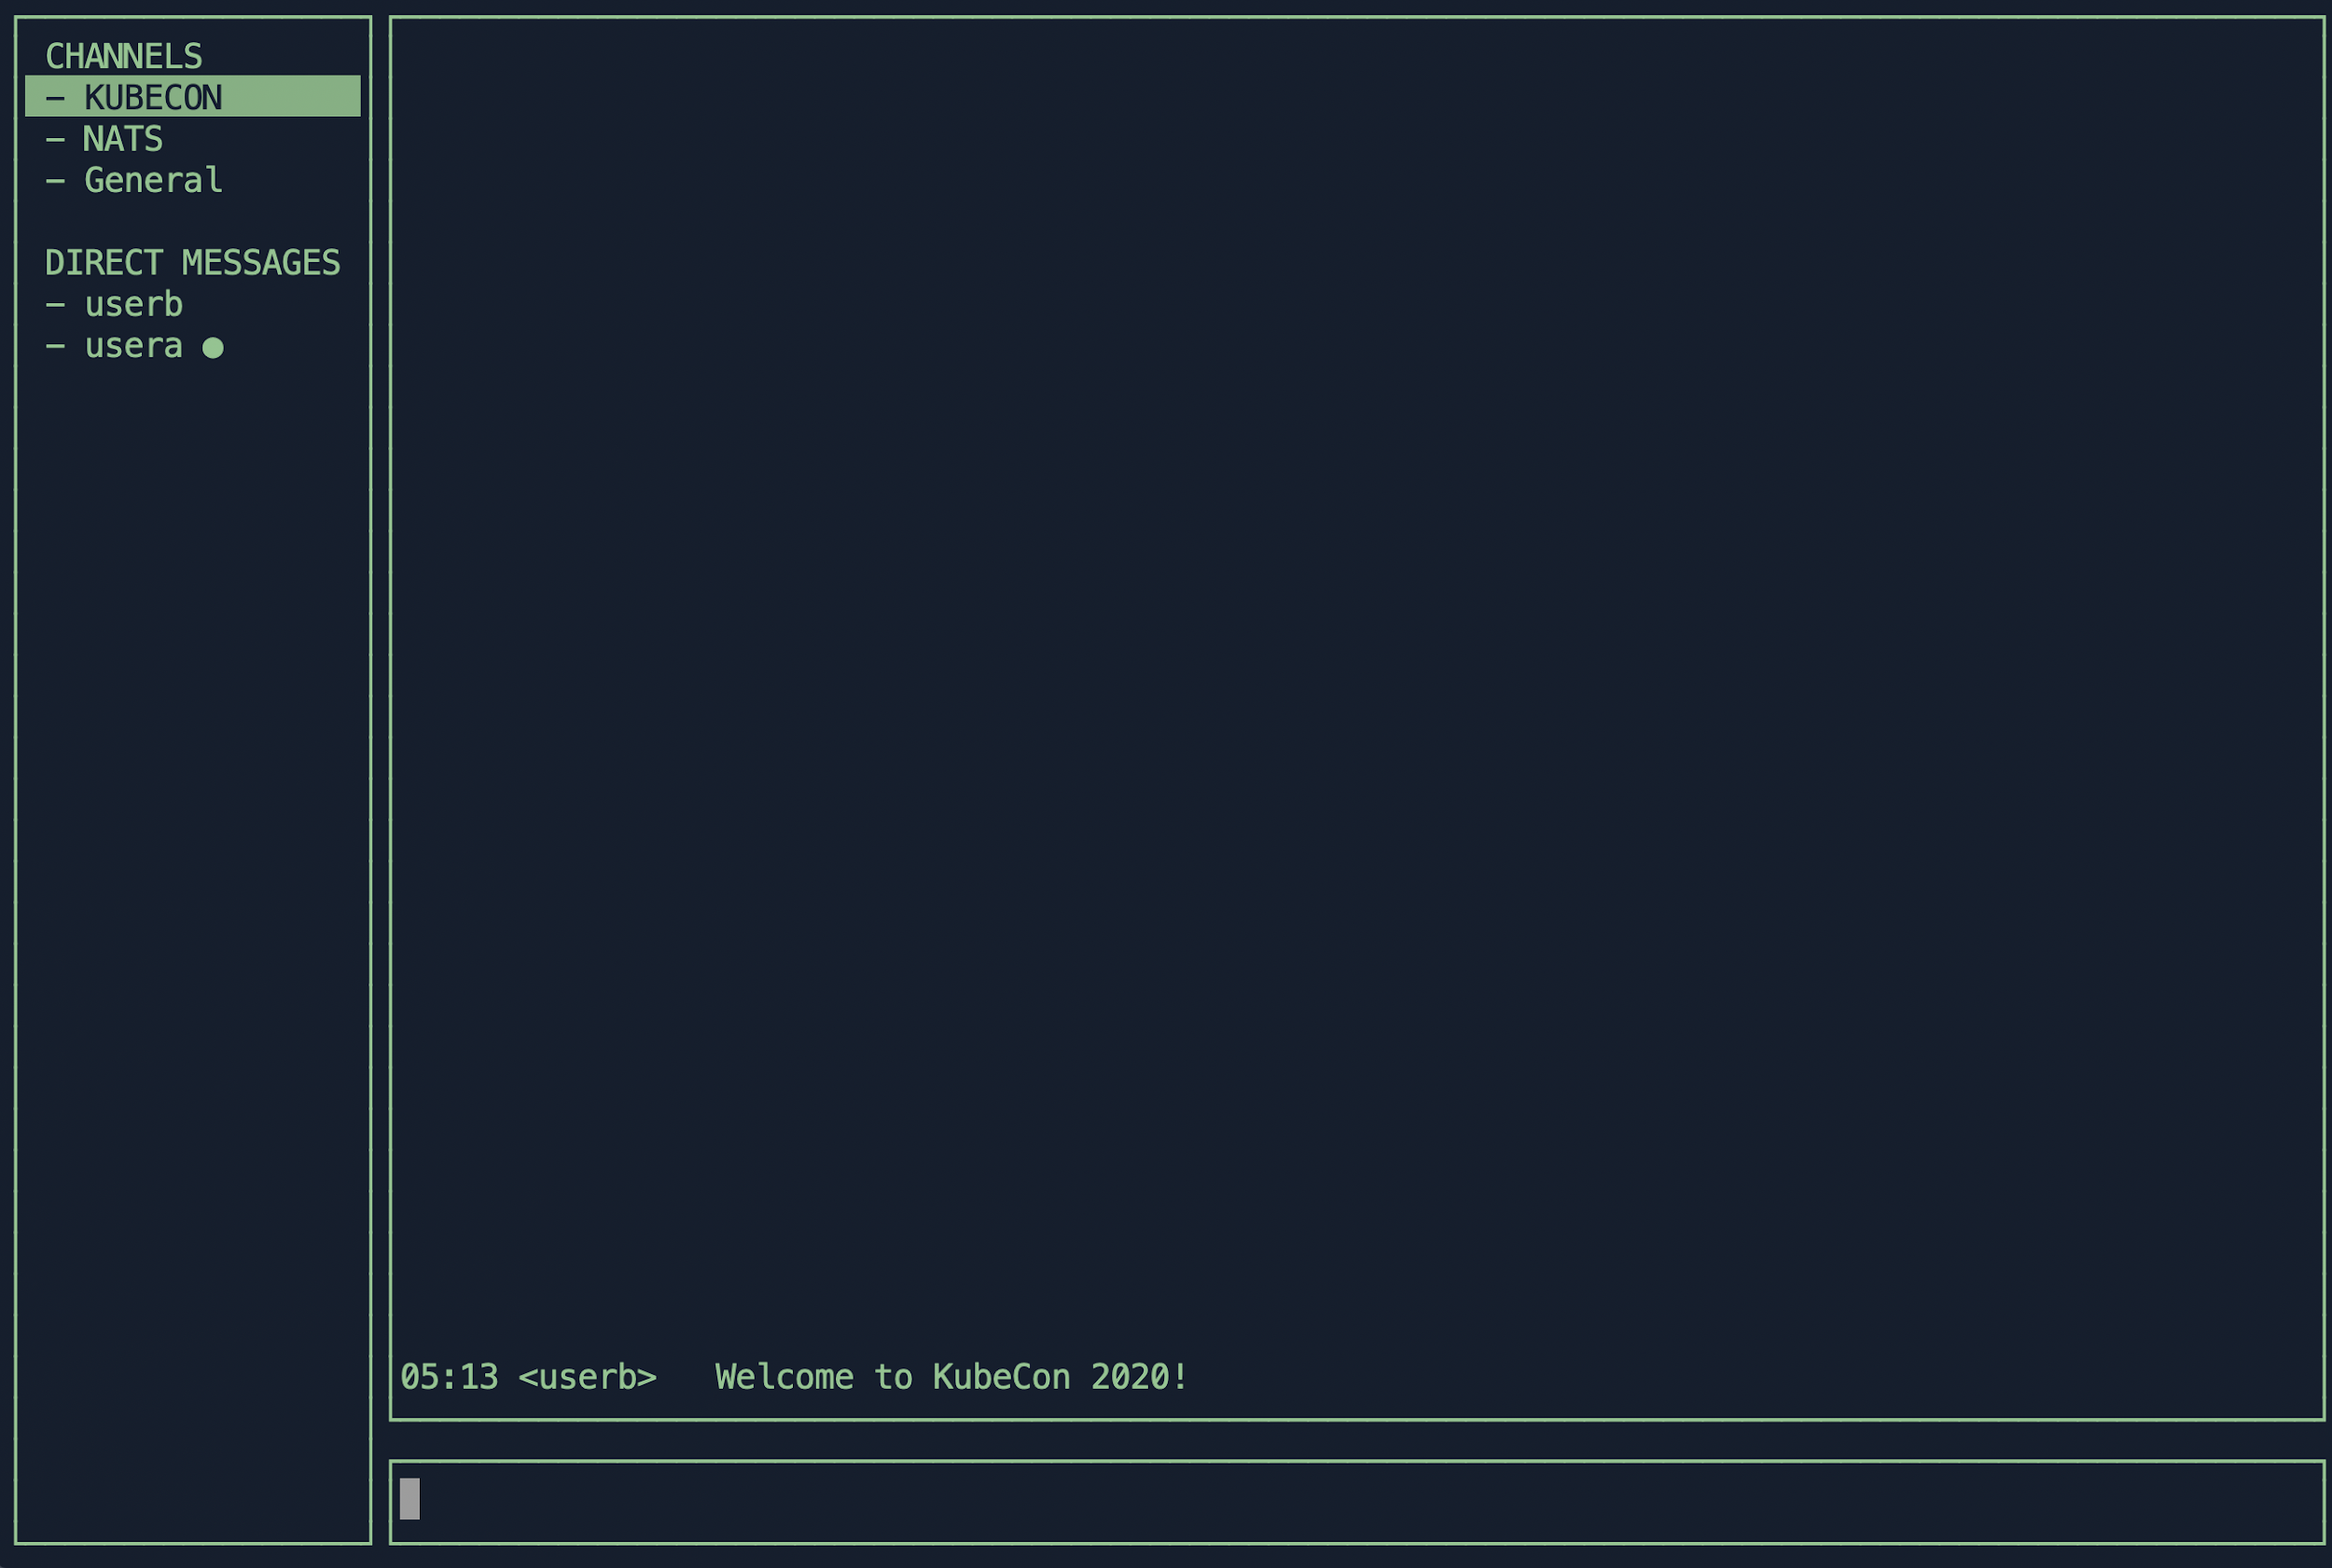 CHANNELS
– KUBECON
– NATS
– General
DIRECT MESSAGES
– userb
– usera ●
05:13 <userb>   Welcome to KubeCon 2020!